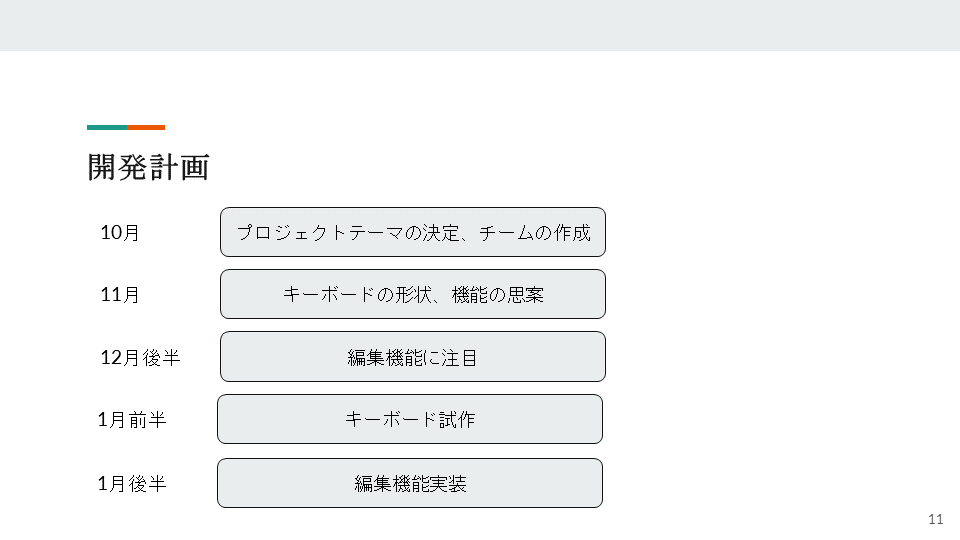 開発計画
10月 プロジェクトテーマの決定、チームの作成
11月 キーボードの形状、機能の思案
12月後半 編集機能に注目
1月前半 キーボード試作
1月後半 編集機能実装
11